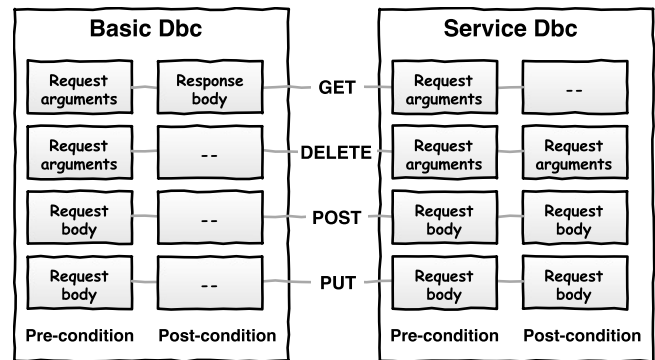 Basic Dbc
Service Dbc
Request arguments
Response body
GET
Request arguments
--
Request arguments
--
DELETE
Request arguments
Request arguments
Request body
--
POST
Request body
Request body
Request body
--
PUT
Request body
Request body
Pre-condition
Post-condition
Pre-condition
Post-condition